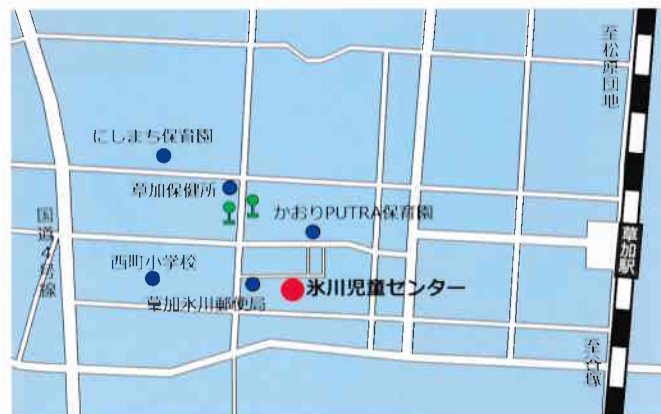 至松原団地
にしまち保育園
草加保健所
かおりPUTRA保育園
国道4号線
草加駅
西町小学校
氷川児童センター
草加氷川郵便局
至谷塚